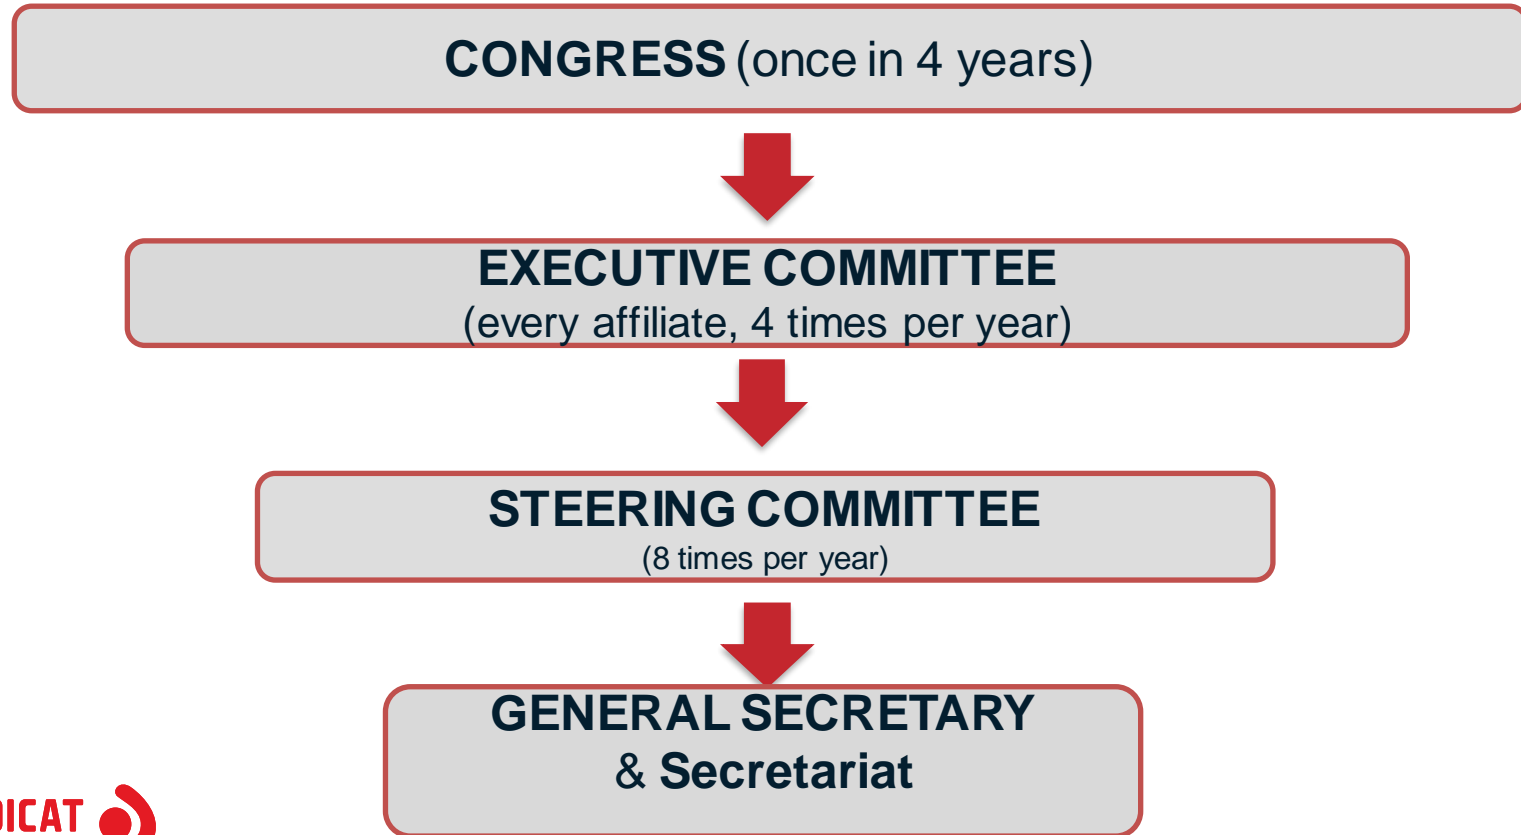 CONGRESS (once in 4 years)
EXECUTIVE COMMITTEE
(every affiliate, 4 times per year)
STEERING COMMITTEE
(8 times per year)
GENERAL SECRETARY
& Secretariat
DICAT